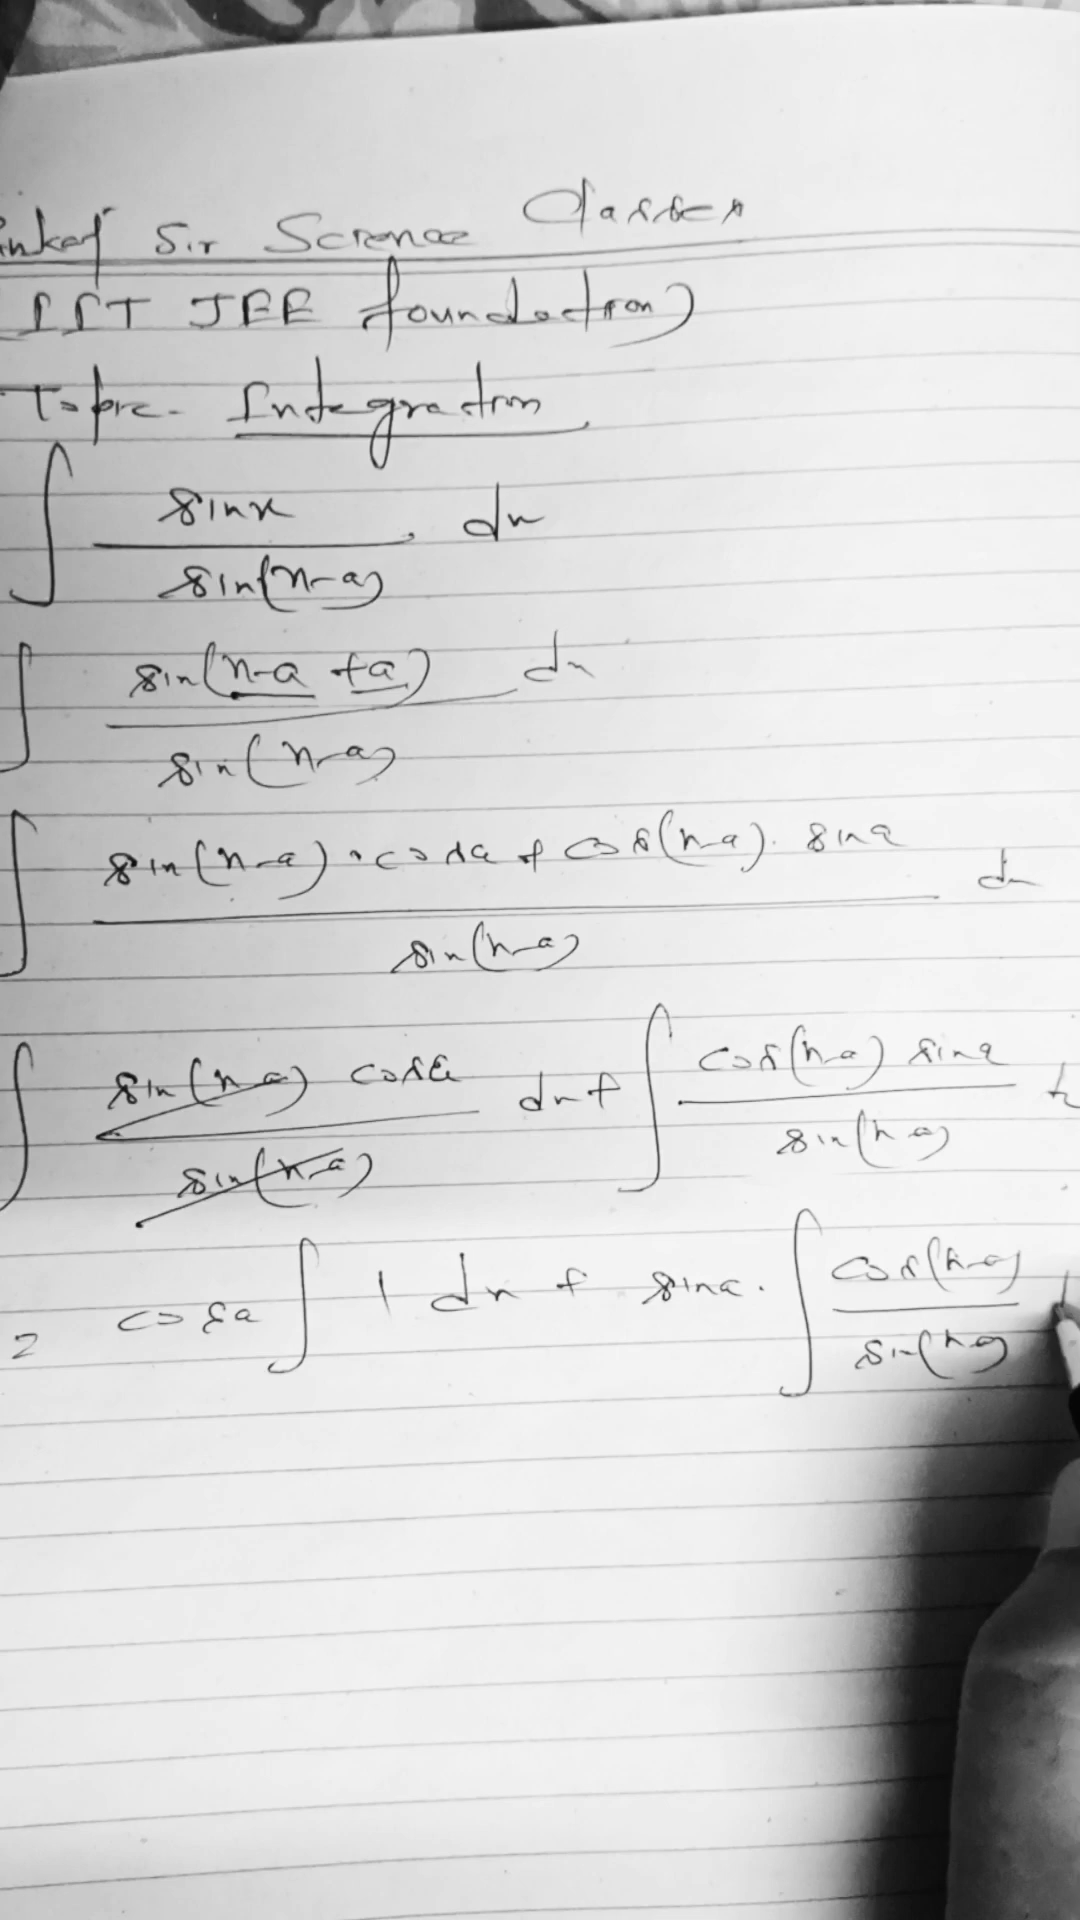 Sir Science Classes
IIT JEE foundation)
Topic - Integration
∫ sinx / sin(x-a) dx
∫ sin(x-a +a) / sin(x-a) dx
∫ sin(x-a) . cosa + cos(x-a) . sina / sin(x-a) dx
∫ sin(x-a) cosa / sin(x-a) dx + ∫ cos(x-a) sina / sin(x-a)
= cosa ∫ 1 dx + sina . ∫ cos(x-a) / sin(x-a)